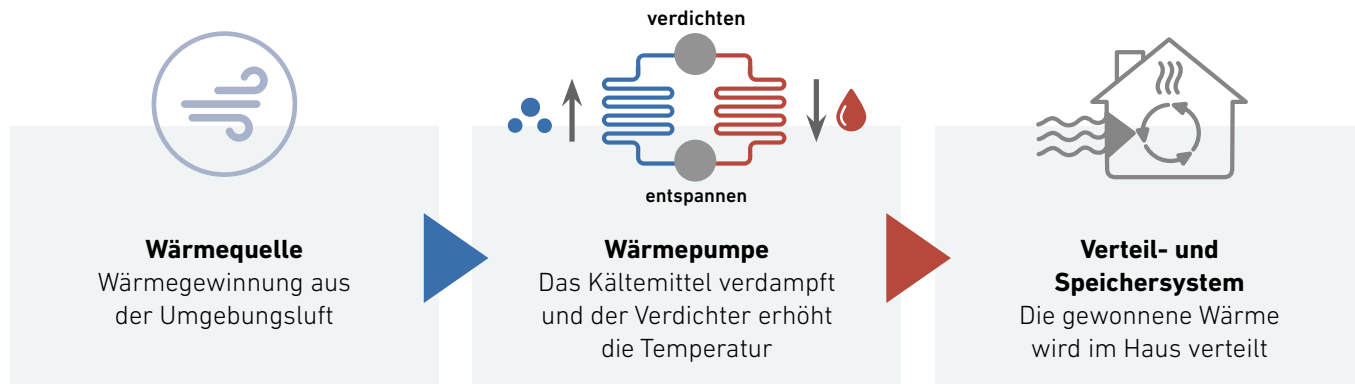 verdichten
entspannen
Wärmequelle
Wärmegewinnung aus
der Umgebungsluft
Wärmepumpe
Das Kältemittel verdampft
und der Verdichter erhöht
die Temperatur
Verteil- und
Speichersystem
Die gewonnene Wärme
wird im Haus verteilt